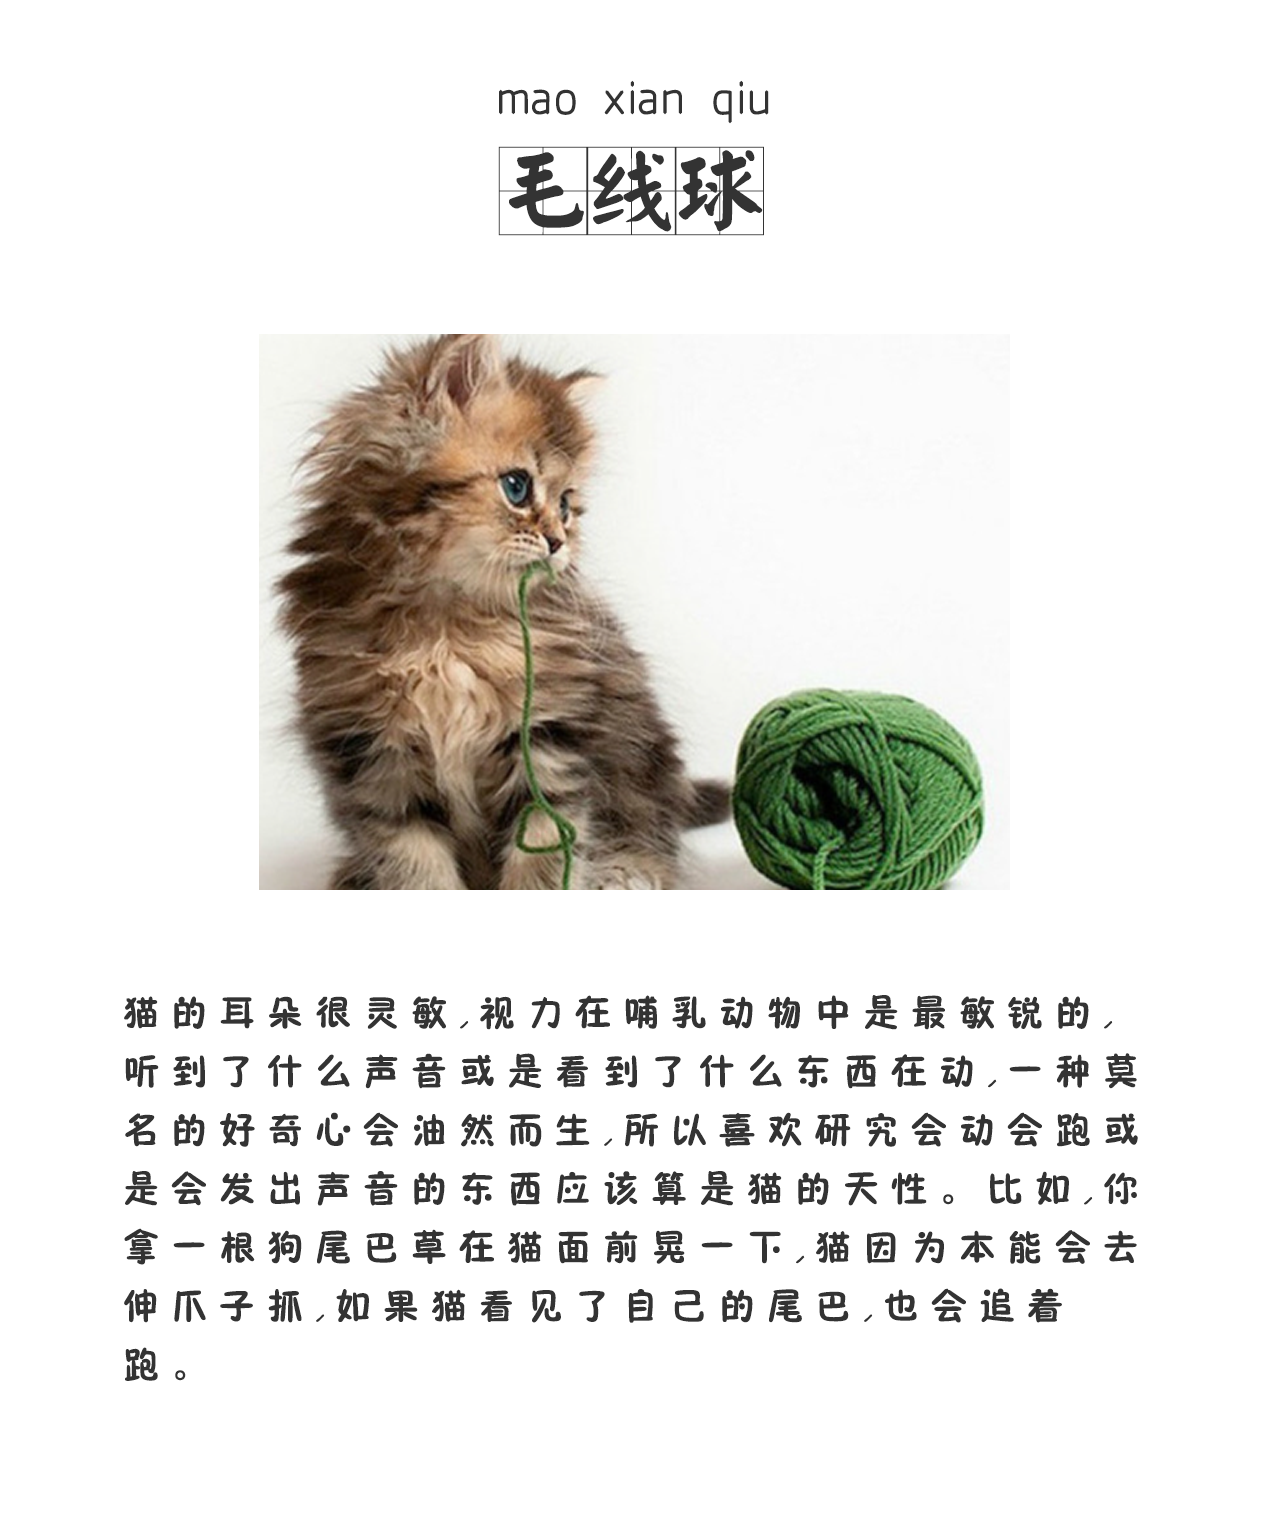 mao xian qiu
毛线球
猫的耳朵很灵敏,视力在哺乳动物中是最敏锐的,
听到了什么声音或是看到了什么东西在动,一种莫
名的好奇心会油然而生,所以喜欢研究会动会跑或
是会发出声音的东西应该算是猫的天性。比如,你
拿一根狗尾巴草在猫面前晃一下,猫因为本能会去
伸爪子抓,如果猫看见了自己的尾巴,也会追着
跑。